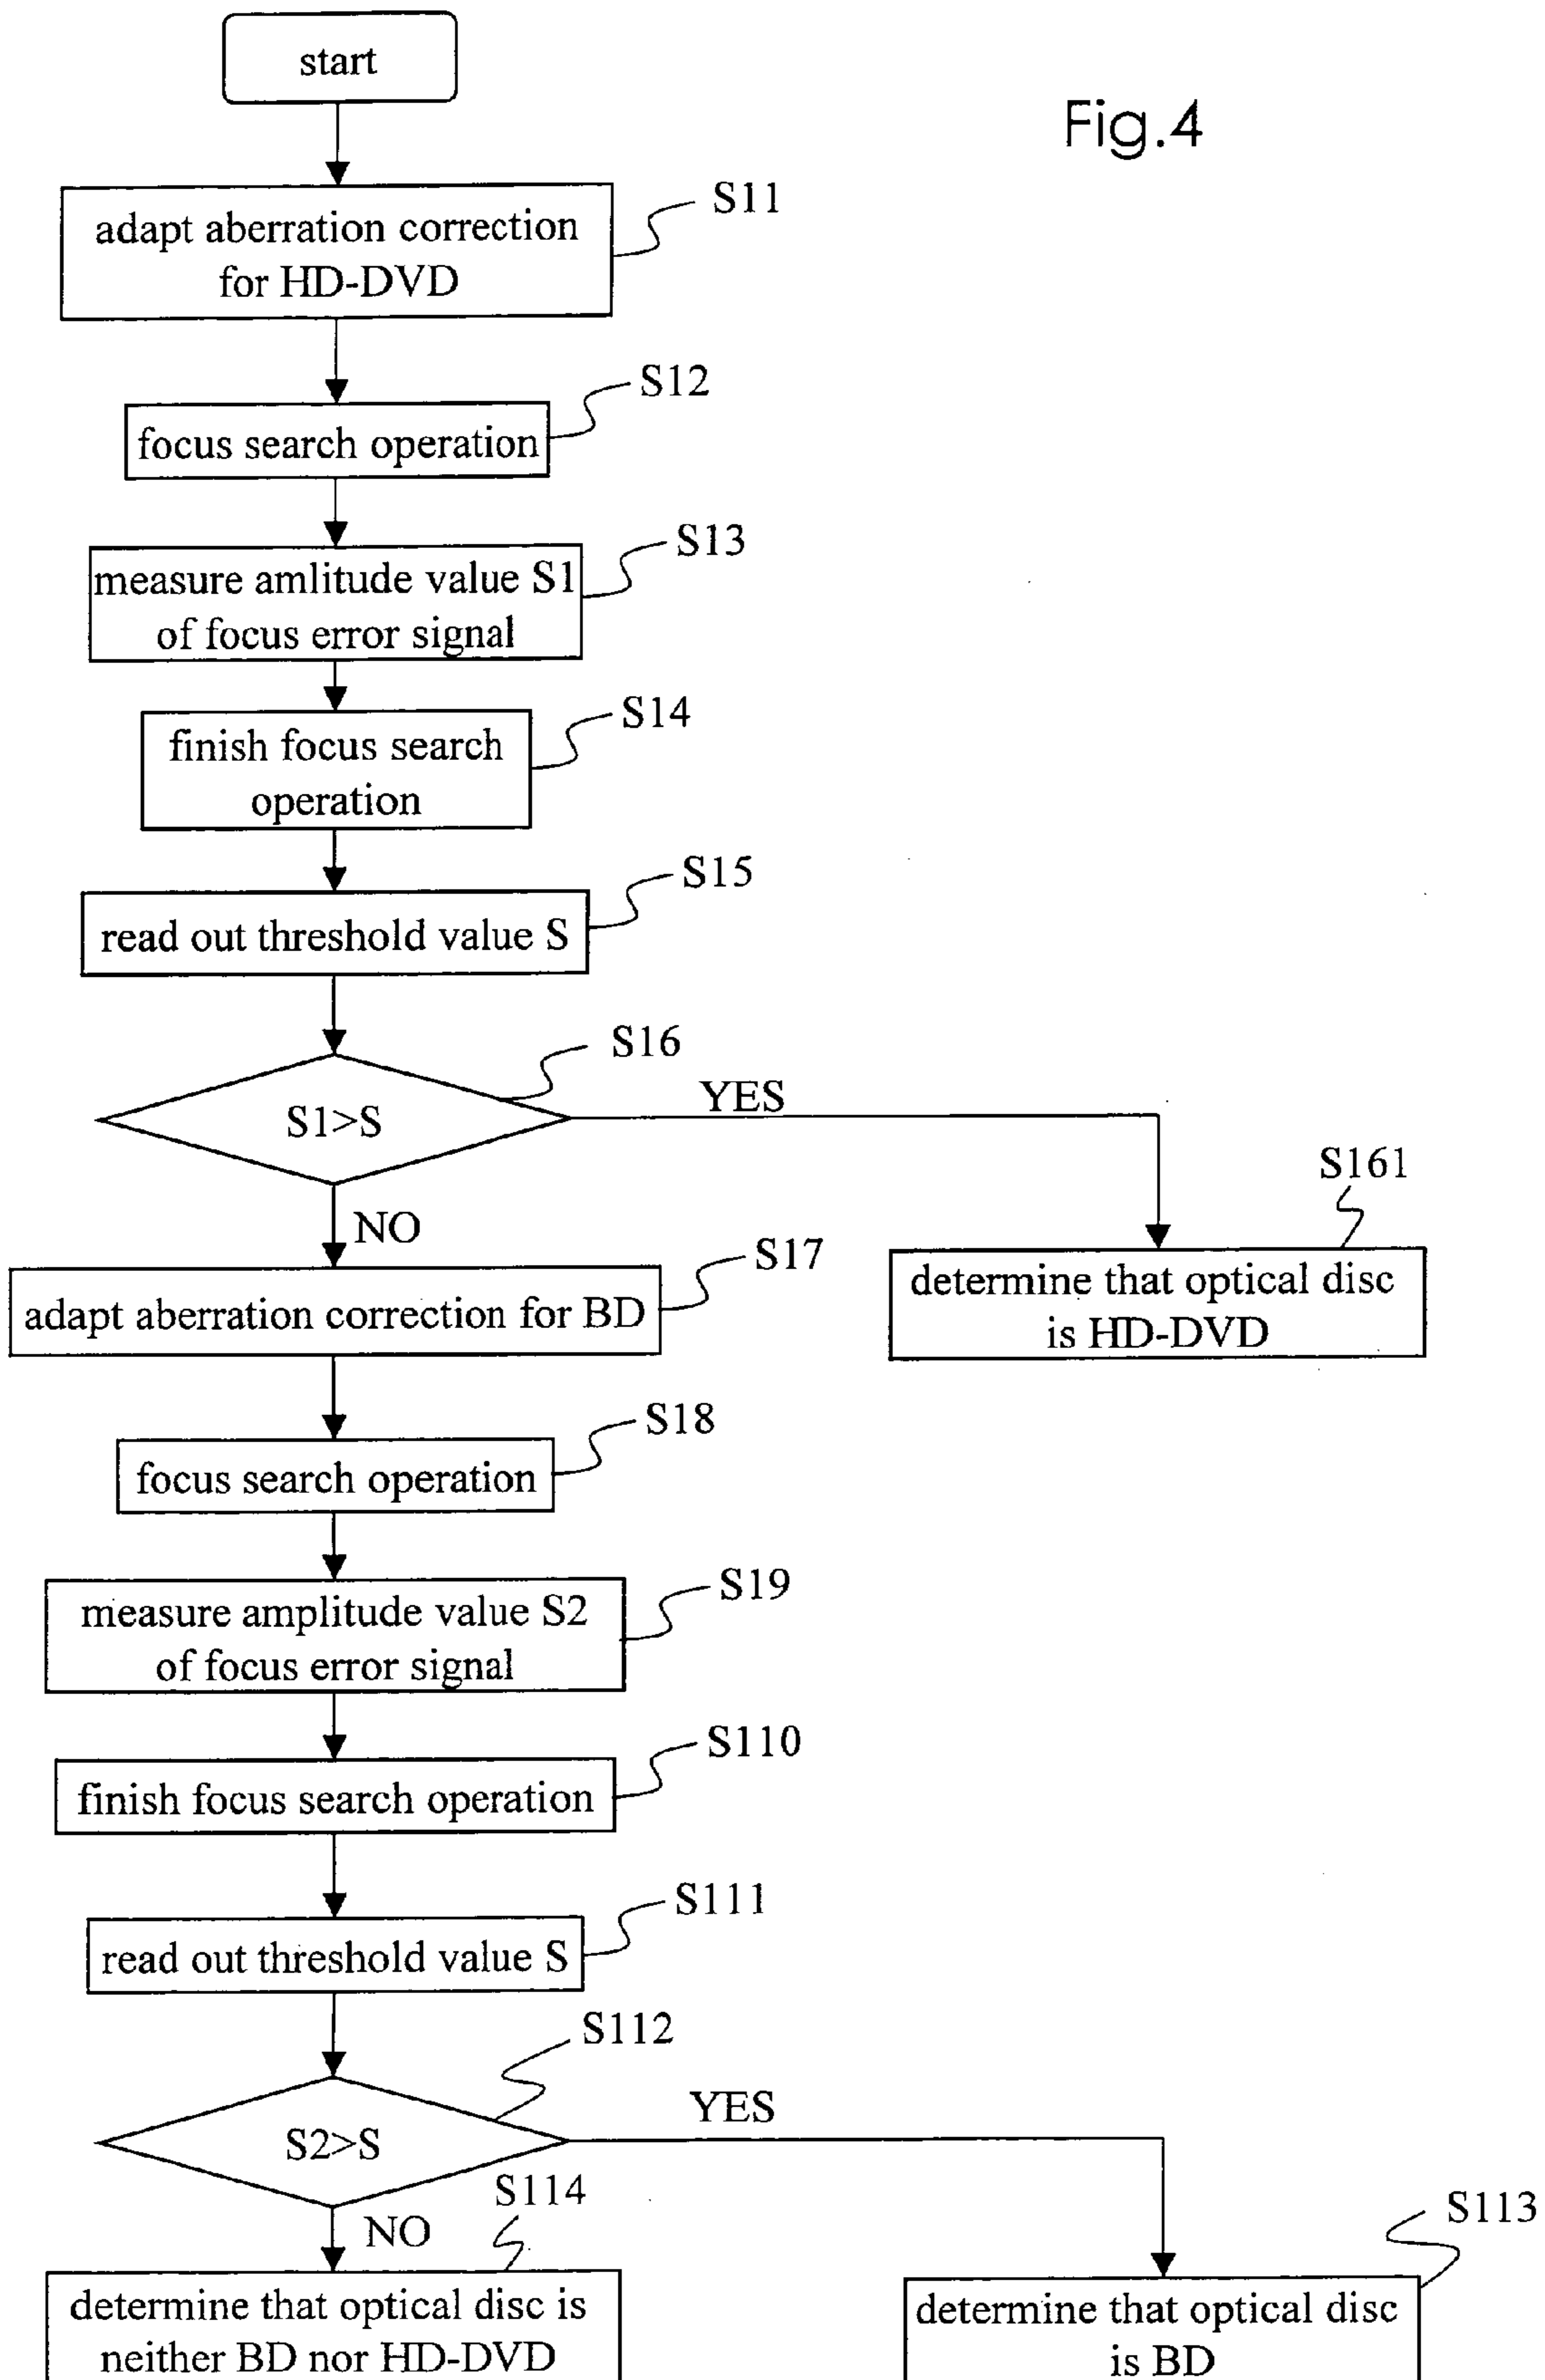 start
Fig.4
S11
adapt aberration correction
for HD-DVD
S12
focus search operation
S13
measure amlitude value S1
of focus error signal
S14
finish focus search
operation
S15
read out threshold value S
S16
S1>S
YES
NO
S161
determine that optical disc
is HD-DVD
S17
adapt aberration correction for BD
S18
focus search operation
S19
measure amplitude value S2
of focus error signal
S110
finish focus search operation
S111
read out threshold value S
S112
S2>S
YES
NO
S114
determine that optical disc is
neither BD nor HD-DVD
S113
determine that optical disc
is BD